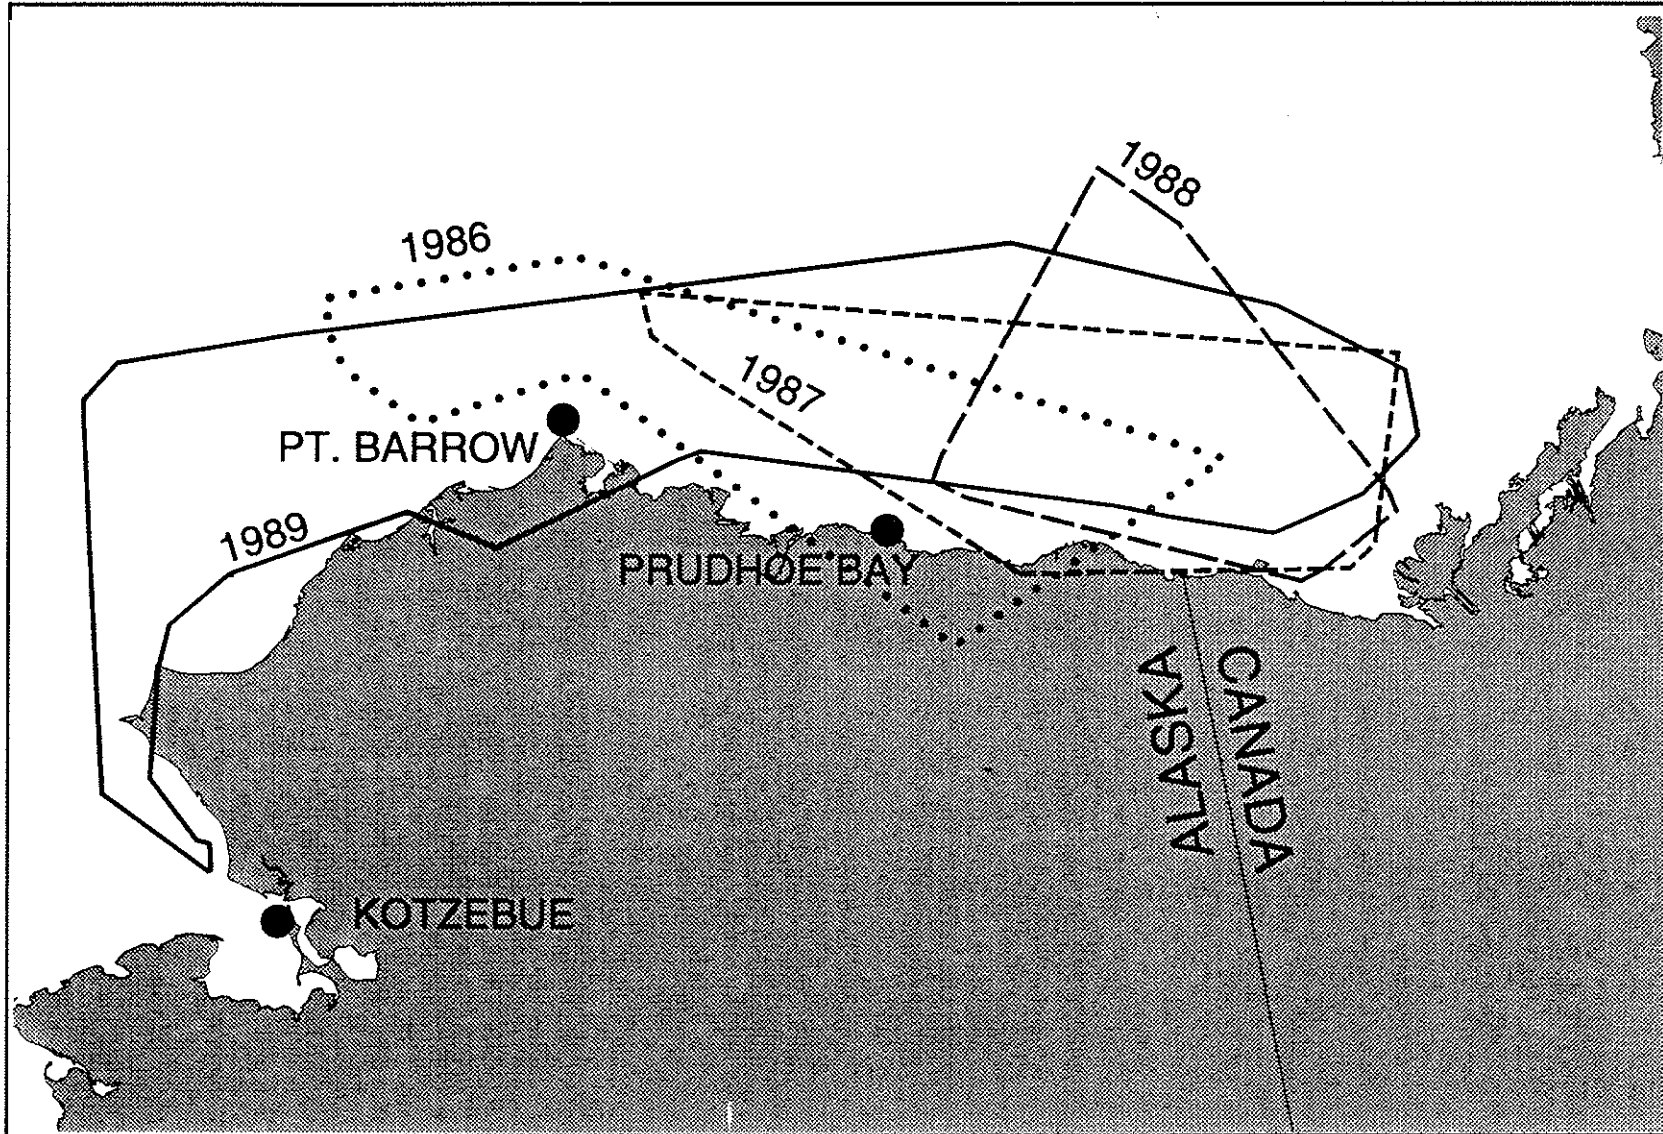 1988
1986
1987
PT. BARROW
1989
PRUDHOE BAY
ALASKA
CANADA
KOTZEBUE